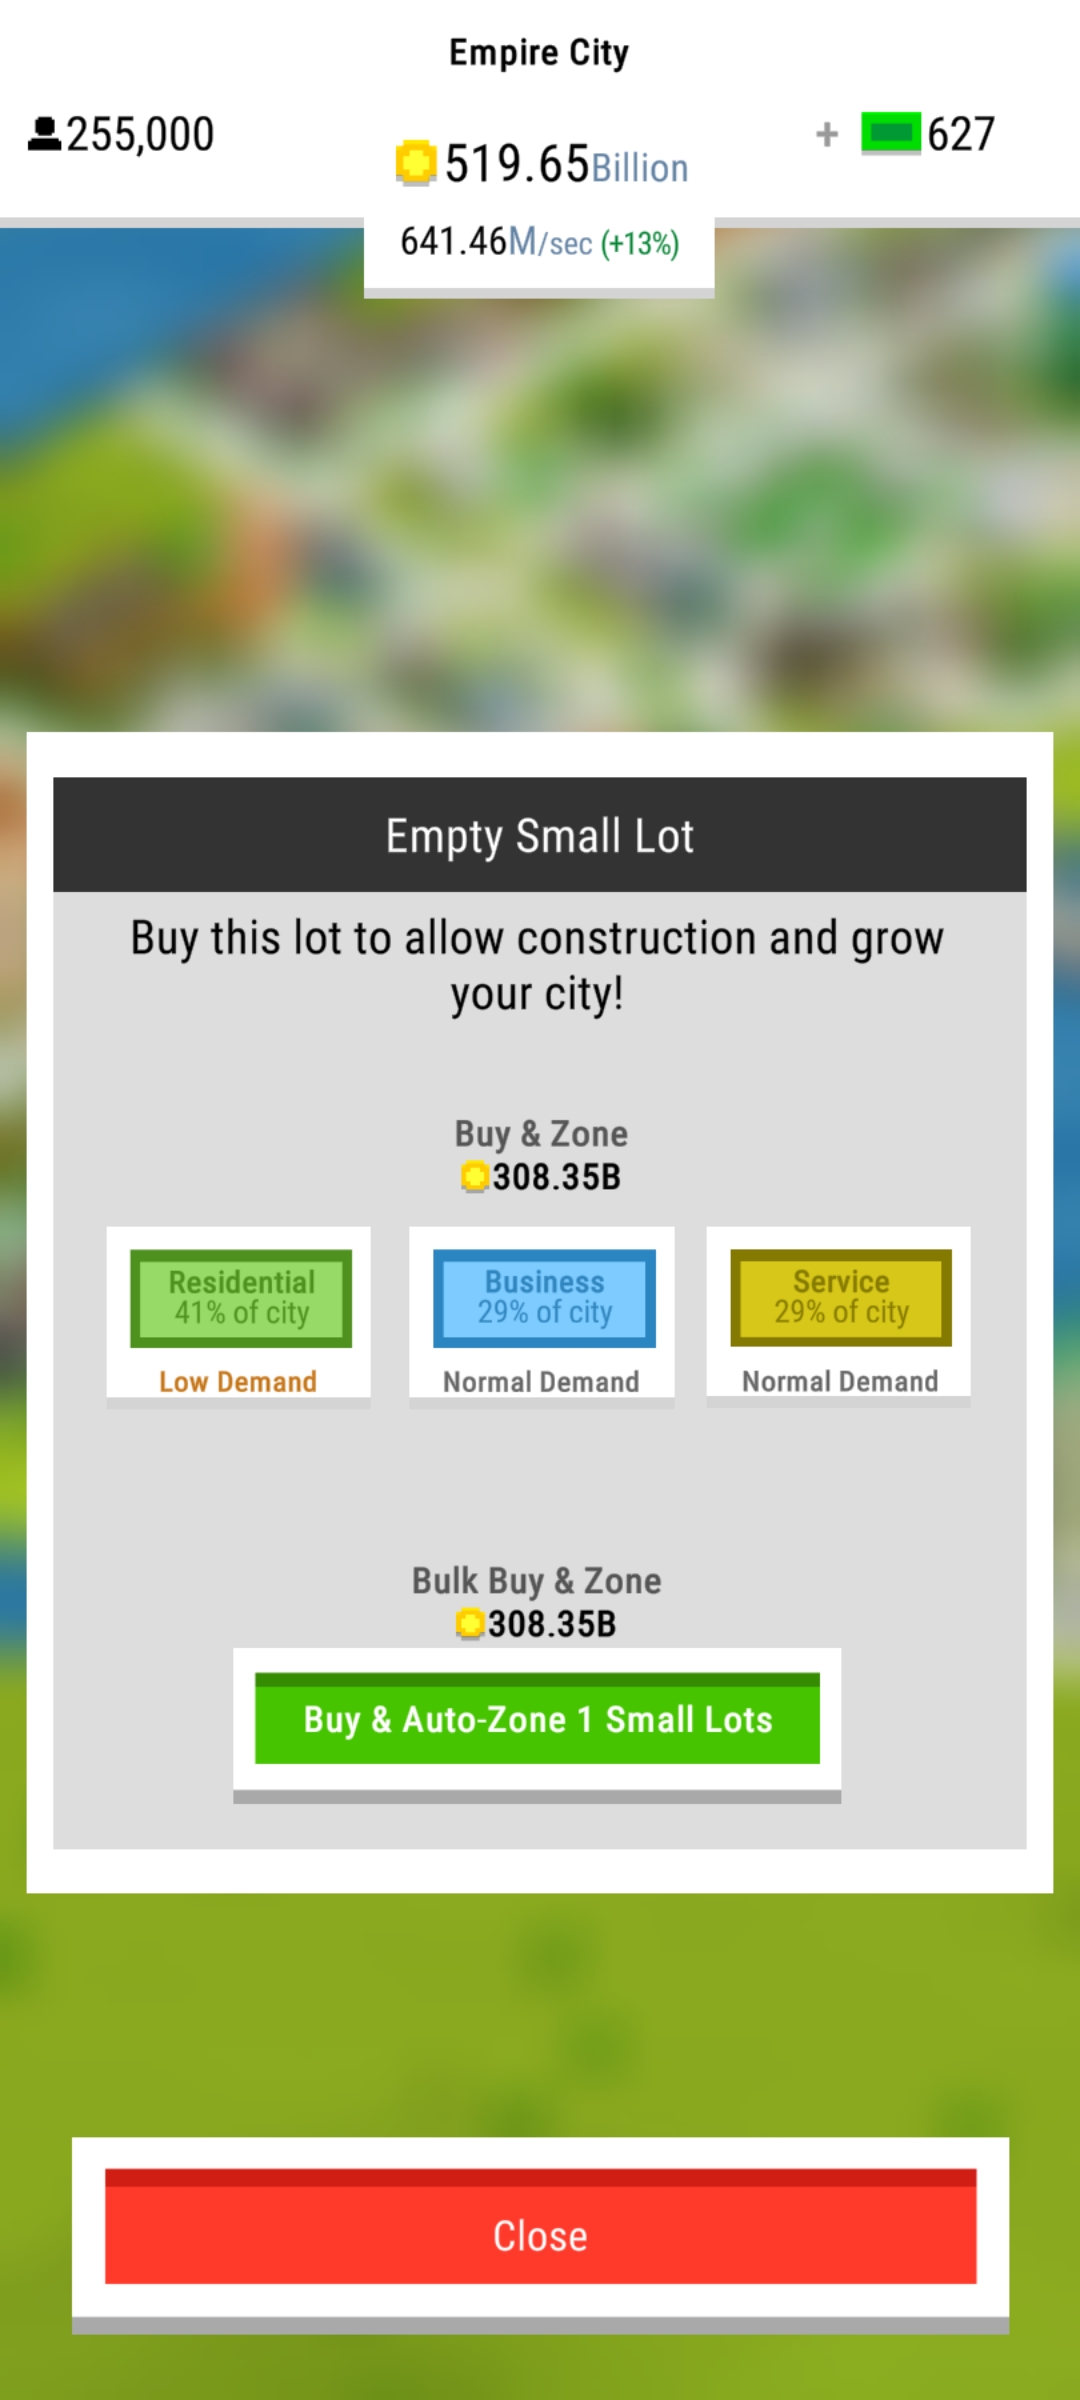 Empire City
255,000
519.65Billion
+ 627
641.46M/sec (+13%)
Empty Small Lot
Buy this lot to allow construction and grow
your city!
Buy & Zone
308.35B
Residential
41% of city
Low Demand
Business
29% of city
Normal Demand
Service
29% of city
Normal Demand
Bulk Buy & Zone
308.35B
Buy & Auto-Zone 1 Small Lots
Close